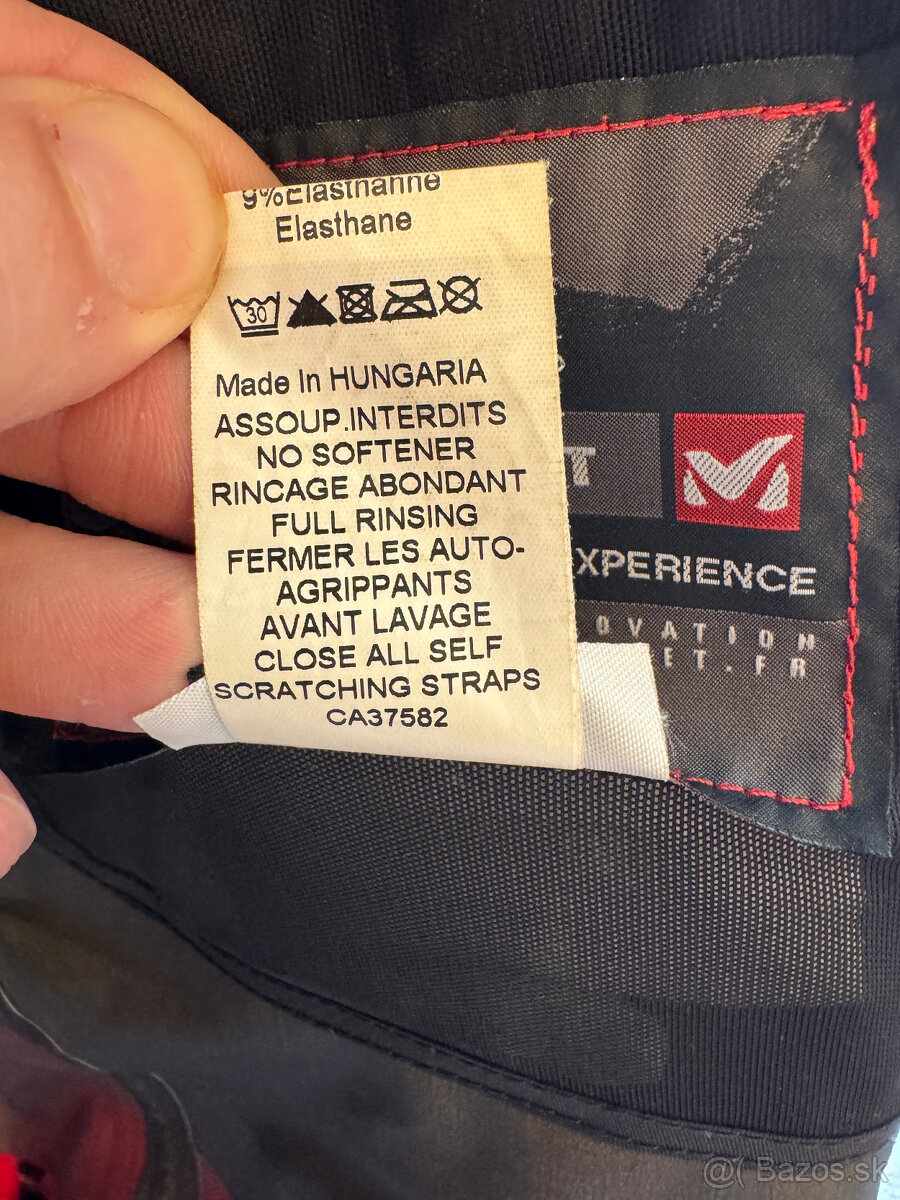 9%Elasthanne
Elasthane
30
Made In HUNGARIA
ASSOUP.INTERDITS
NO SOFTENER
RINCAGE ABONDANT
FULL RINSING
FERMER LES AUTO-
AGRIPPANTS
AVANT LAVAGE
CLOSE ALL SELF
SCRATCHING STRAPS
CA37582
T
XPERIENCE
OVATION
ET.FR
@( Bazos.sk